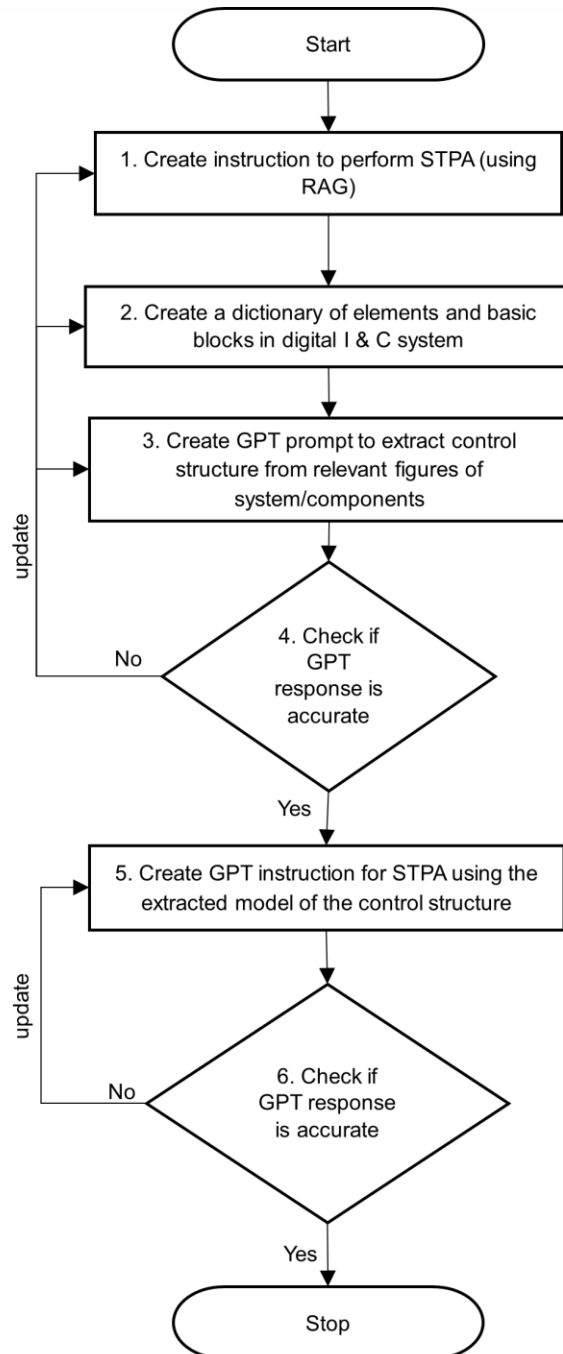 Start
1. Create instruction to perform STPA (using
RAG)
2. Create a dictionary of elements and basic
blocks in digital I & C system
3. Create GPT prompt to extract control
structure from relevant figures of
system/components
update
No
4. Check if
GPT
response is
accurate
Yes
5. Create GPT instruction for STPA using the
extracted model of the control structure
update
No
6. Check if
GPT response
is accurate
Yes
Stop